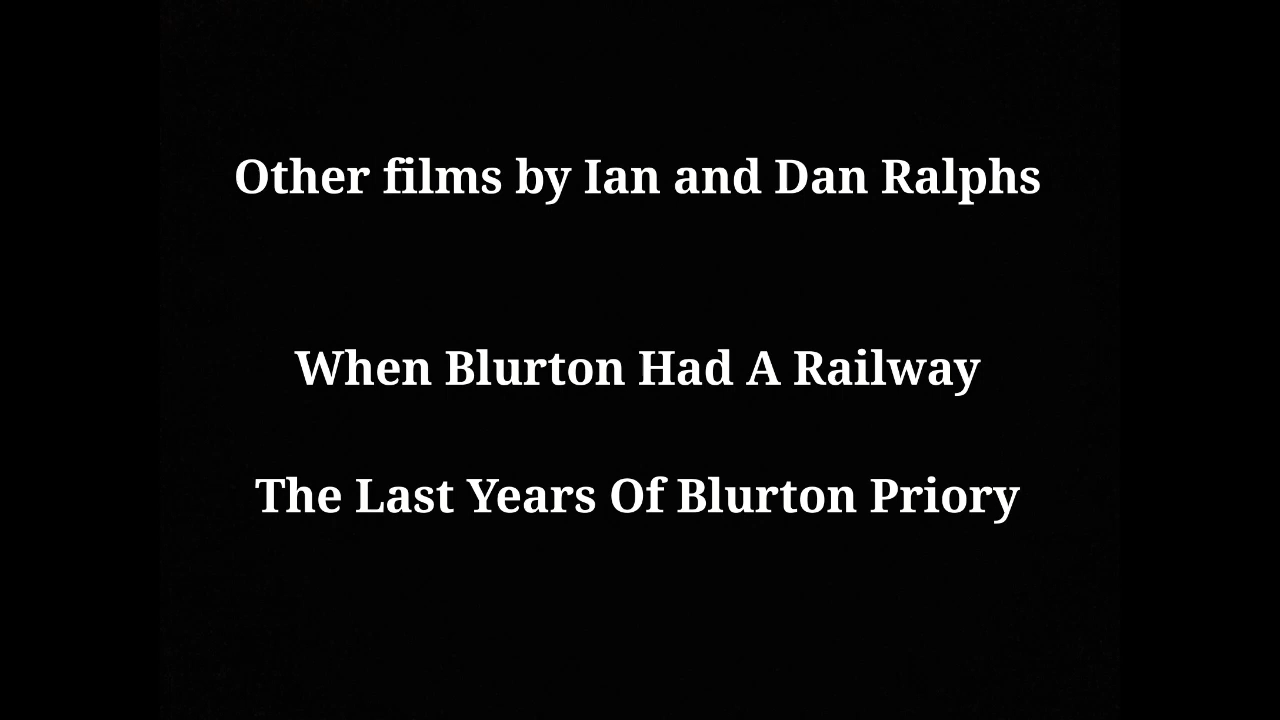 Other films by Ian and Dan Ralphs
When Blurton Had A Railway
The Last Years Of Blurton Priory